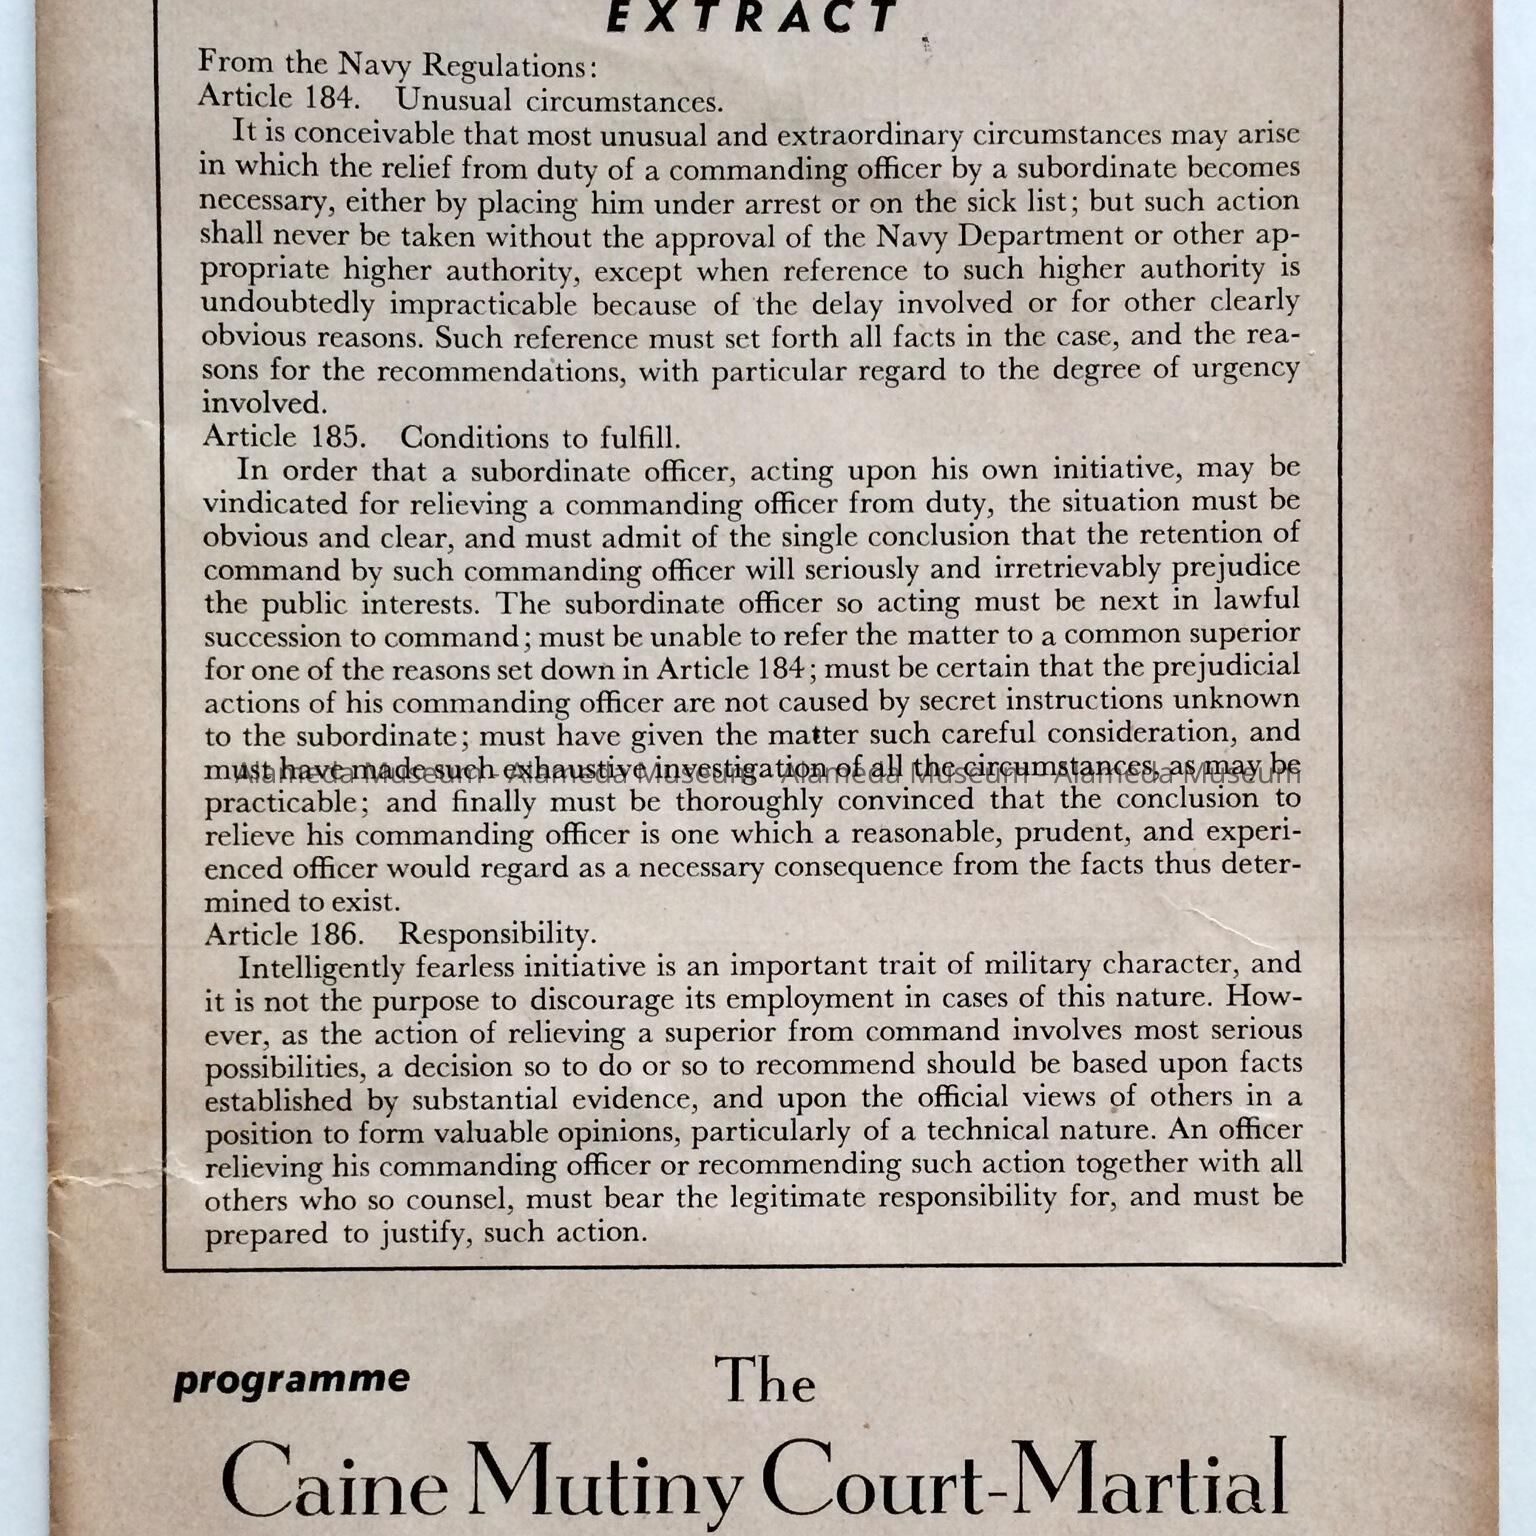 EXTRACT
From the Navy Regulations:
Article 184. Unusual circumstances.
It is conceivable that most unusual and extraordinary circumstances may arise
in which the relief from duty of a commanding officer by a subordinate becomes
necessary, either by placing him under arrest or on the sick list; but such action
shall never be taken without the approval of the Navy Department or other ap-
propriate higher authority, except when reference to such higher authority is
undoubtedly impracticable because of the delay involved or for other clearly
obvious reasons. Such reference must set forth all facts in the case, and the rea-
sons for the recommendations, with particular regard to the degree of urgency
involved.
Article 185. Conditions to fulfill.
In order that a subordinate officer, acting upon his own initiative, may be
vindicated for relieving a commanding officer from duty, the situation must be
obvious and clear, and must admit of the single conclusion that the retention of
command by such commanding officer will seriously and irretrievably prejudice
the public interests. The subordinate officer so acting must be next in lawful
succession to command; must be unable to refer the matter to a common superior
for one of the reasons set down in Article 184; must be certain that the prejudicial
actions of his commanding officer are not caused by secret instructions unknown
to the subordinate; must have given the matter such careful consideration, and
must have made such exhaustive investigation of all the circumstances, as may be
Alameda Museum - Alameda Museum - Alameda Museum - Alameda Museum
practicable; and finally must be thoroughly convinced that the conclusion to
relieve his commanding officer is one which a reasonable, prudent, and experi-
enced officer would regard as a necessary consequence from the facts thus deter-
mined to exist.
Article 186. Responsibility.
Intelligently fearless initiative is an important trait of military character, and
it is not the purpose to discourage its employment in cases of this nature. How-
ever, as the action of relieving a superior from command involves most serious
possibilities, a decision so to do or so to recommend should be based upon facts
established by substantial evidence, and upon the official views of others in a
position to form valuable opinions, particularly of a technical nature. An officer
relieving his commanding officer or recommending such action together with all
others who so counsel, must bear the legitimate responsibility for, and must be
prepared to justify, such action.
programme
The
Caine Mutiny Court-Martial